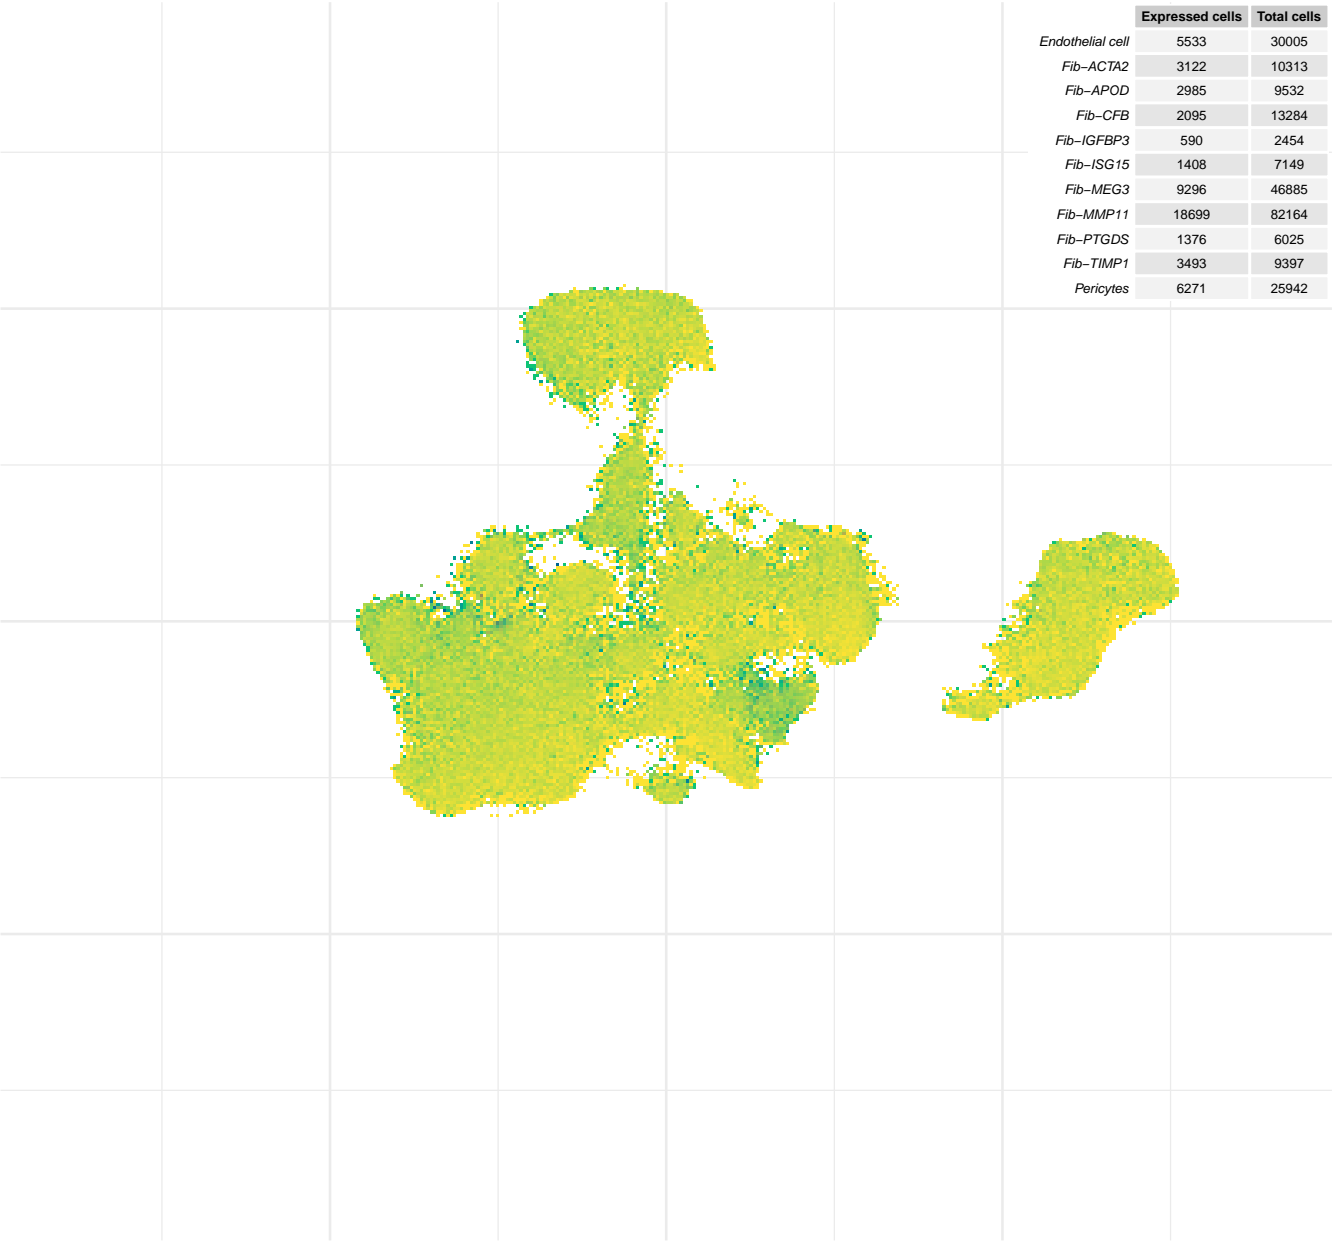 Expressed cells Total cells
Endothelial cell 5533 30005
Fib−ACTA2 3122 10313
Fib−APOD 2985 9532
Fib−CFB 2095 13284
Fib−IGFBP3 590 2454
Fib−ISG15 1408 7149
Fib−MEG3 9296 46885
Fib−MMP11 18699 82164
Fib−PTGDS 1376 6025
Fib−TIMP1 3493 9397
Pericytes 6271 25942